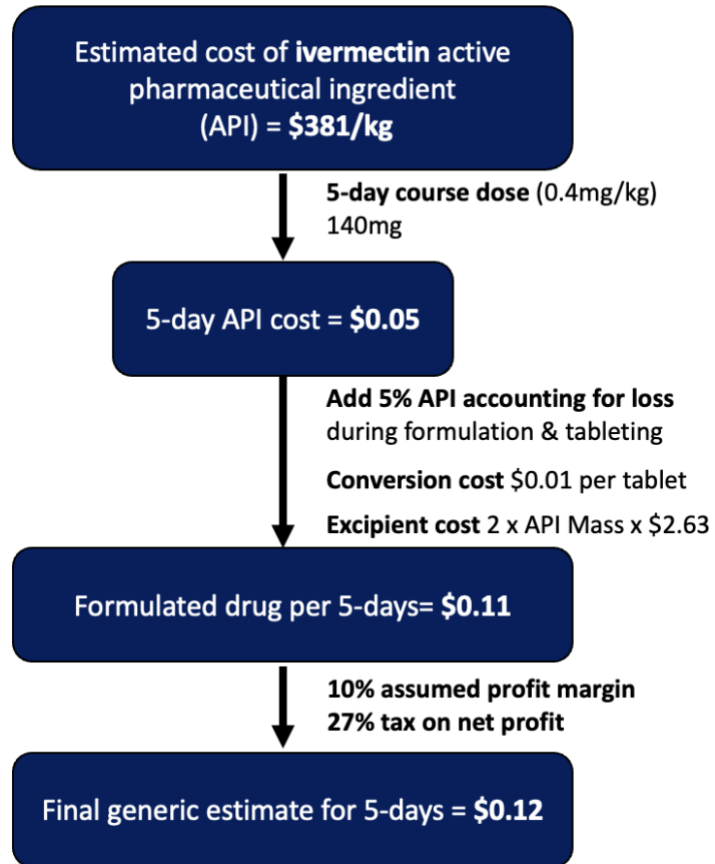 Estimated cost of ivermectin active
pharmaceutical ingredient
(API) = $381/kg
5-day course dose (0.4mg/kg)
140mg
5-day API cost = $0.05
Add 5% API accounting for loss
during formulation & tableting
Conversion cost $0.01 per tablet
Excipient cost 2 x API Mass x $2.63
Formulated drug per 5-days= $0.11
10% assumed profit margin
27% tax on net profit
Final generic estimate for 5-days = $0.12